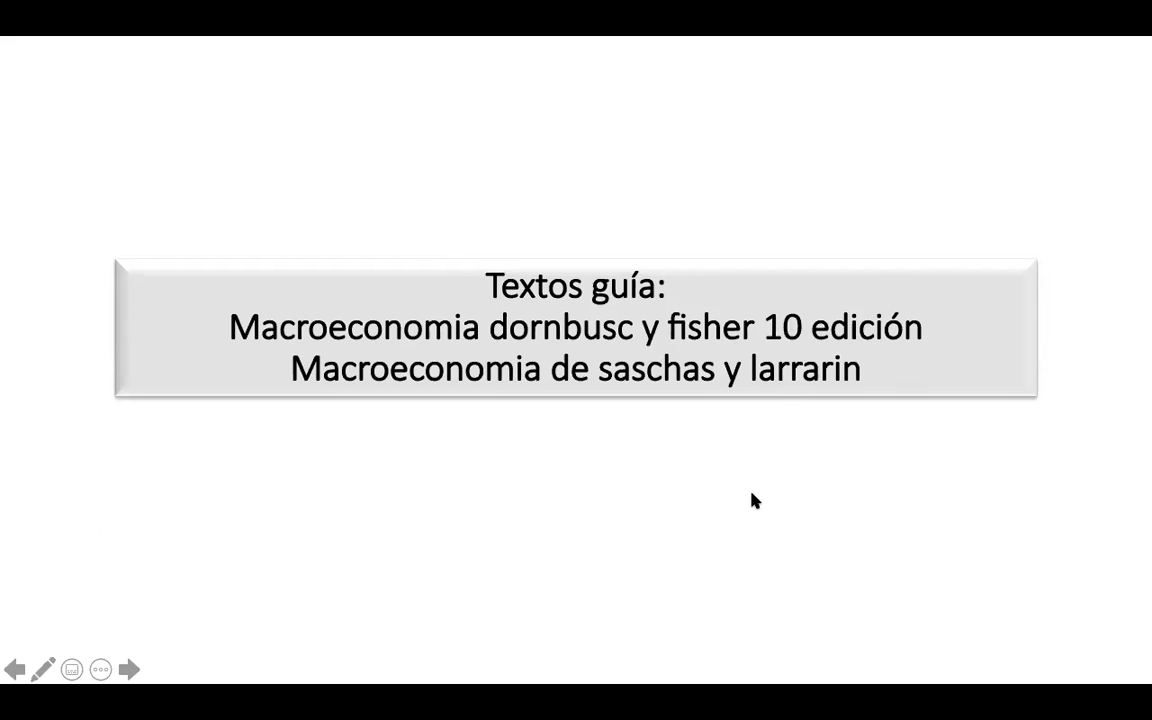 Textos guía:
Macroeconomia dornbusc y fisher 10 edición
Macroeconomia de saschas y larrarin